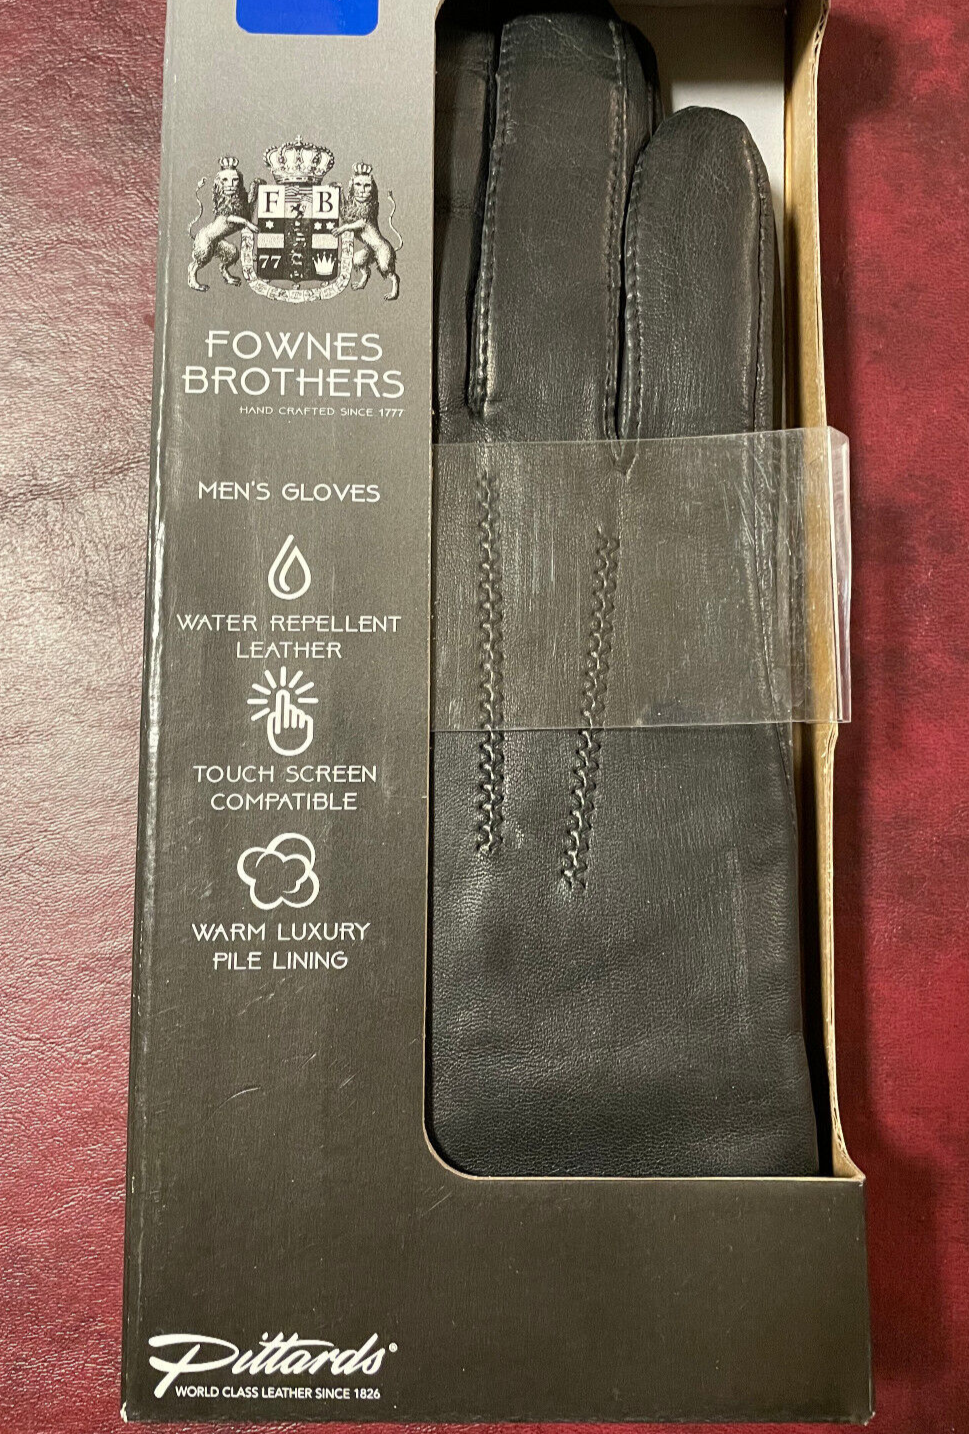 F B
77
FOWNES
BROTHERS
HAND CRAFTED SINCE 1777
MEN'S GLOVES
WATER REPELLENT
LEATHER
TOUCH SCREEN
COMPATIBLE
WARM LUXURY
PILE LINING
Pittards®
WORLD CLASS LEATHER SINCE 1826